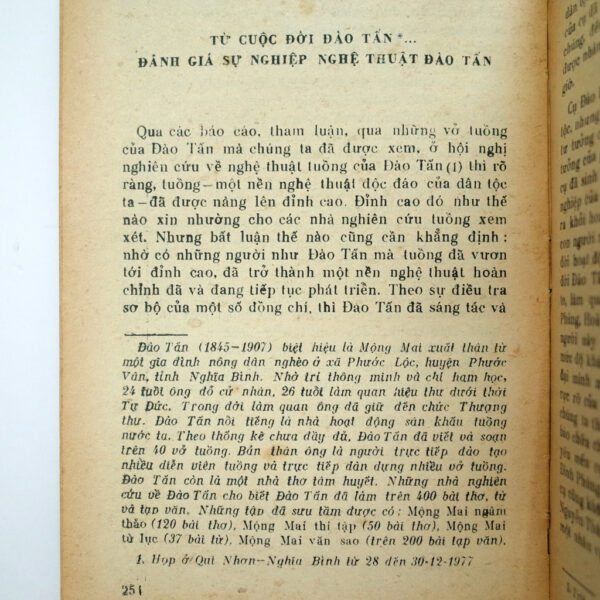 TỪ CUỘC ĐỜI ĐÀO TẤN *...
ĐÁNH GIÁ SỰ NGHIỆP NGHỆ THUẬT ĐÀO TẤN
Qua các báo cáo, tham luận, qua những vở tuồng
của Đào Tấn mà chúng ta đã được xem, ở hội nghị
nghiên cứu về nghệ thuật tuồng của Đào Tấn (1) thì rõ
ràng, tuồng — một nền nghệ thuật độc đáo của dân tộc
ta — đã được nâng lên đỉnh cao. Đỉnh cao đó như thế
nào xin nhường cho các nhà nghiên cứu tuồng xem
xét. Nhưng bất luận thế nào cũng cần khẳng định :
nhờ có những người như Đào Tấn mà tuồng đã vươn
tới đỉnh cao, đã trở thành một nền nghệ thuật hoàn
chỉnh đã và đang tiếp tục phát triển. Theo sự điều tra
sơ bộ của một số đồng chí, thì Đào Tấn đã sáng tác và
Đào Tấn (1845-1907) biệt hiệu là Mộng Mai xuất thân từ
một gia đình nông dân nghèo ở xã Phước Lộc, huyện Phước
Vân, tỉnh Nghĩa Bình. Nhờ trí thông minh và chí ham học,
24 tuổi ông đỗ cử nhân, 26 tuổi làm quan hiệu thư dưới thời
Tự Đức. Trong đời làm quan ông đã giữ đến chức Thượng
thư. Đào Tấn nổi tiếng là nhà hoạt động sân khấu tuồng
nước ta. Theo thống kê chưa đầy đủ, Đào Tấn đã viết và soạn
trên 40 vở tuồng. Bản thân ông là người trực tiếp đào tạo
nhiều diễn viên tuồng và trực tiếp dàn dựng nhiều vở tuồng.
Đào Tấn còn là một nhà thơ tâm huyết. Những nhà nghiên
cứu về Đào Tấn cho biết Đào Tấn đã làm trên 400 bài thơ, từ
và tạp văn. Những tập đã sưu tầm được có : Mộng Mai ngâm
thảo (120 bài thơ), Mộng Mai thi tập (50 bài thơ), Mộng Mai
từ lục (37 bài từ), Mộng Mai văn sao (trên 200 bài tạp văn).
1. Họp ở Qui Nhơn—Nghĩa Bình từ 28 đến 30-12-1977
254